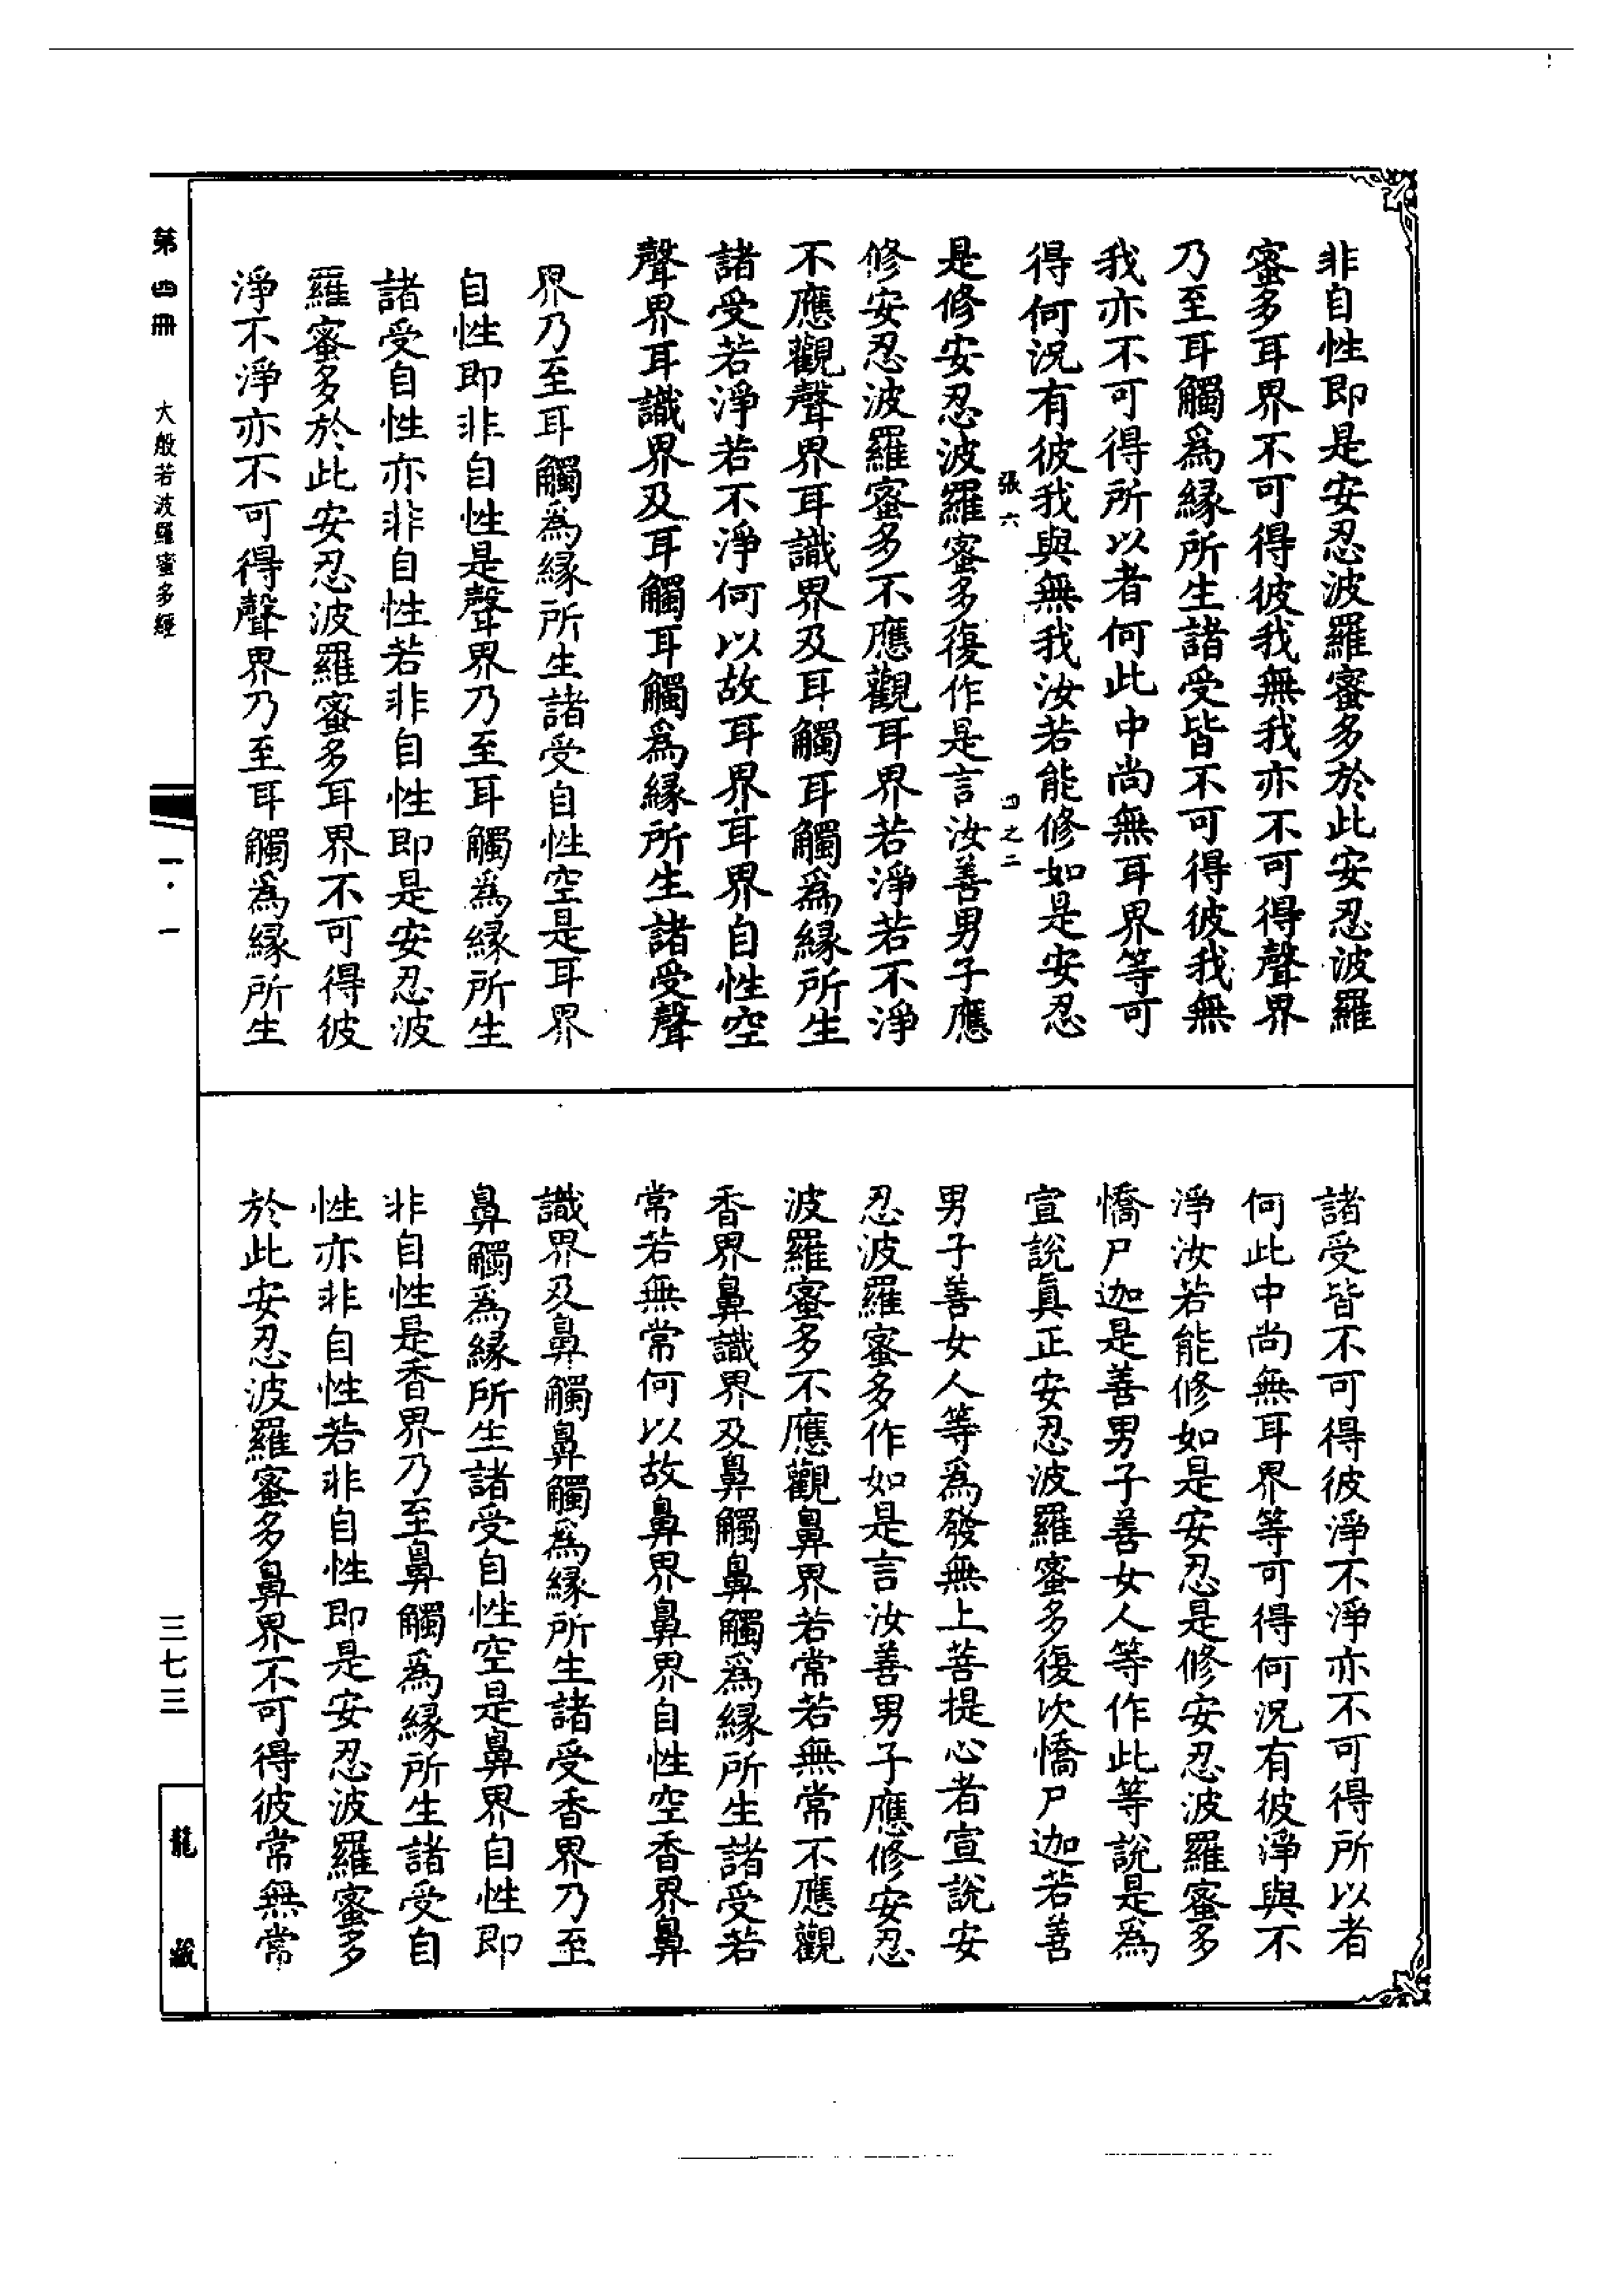 非自性即是安忍波羅蜜多於此安忍波羅
蜜多耳界不可得彼我無我亦不可得聲界
乃至耳觸爲緣所生諸受皆不可得彼我無
我亦不可得所以者何此中尚無耳界等可
得何況有彼我與無我汝若能修如是安忍
張六 四之二
是修安忍波羅蜜多復作是言汝善男子應
修安忍波羅蜜多不應觀耳界若淨若不淨
不應觀聲界耳識界及耳觸耳觸爲緣所生
諸受若淨若不淨何以故耳界耳界自性空
聲界耳識界及耳觸耳觸爲緣所生諸受聲
界乃至耳觸爲緣所生諸受自性空是耳界
自性即非自性是聲界乃至耳觸爲緣所生
諸受自性亦非自性若非自性即是安忍波
羅蜜多於此安忍波羅蜜多耳界不可得彼
淨不淨亦不可得聲界乃至耳觸爲緣所生
諸受皆不可得彼淨不淨亦不可得所以者
何此中尚無耳界等可得何況有彼淨與不
淨汝若能修如是安忍是修安忍波羅蜜多
憍尸迦是善男子善女人等作此等說是爲
宣說真正安忍波羅蜜多復次憍尸迦若善
男子善女人等爲發無上菩提心者宣說安
忍波羅蜜多作如是言汝善男子應修安忍
波羅蜜多不應觀鼻界若常若無常不應觀
香界鼻識界及鼻觸鼻觸爲緣所生諸受若
常若無常何以故鼻界鼻界自性空香界鼻
識界及鼻觸鼻觸爲緣所生諸受香界乃至
鼻觸爲緣所生諸受自性空是鼻界自性即
非自性是香界乃至鼻觸爲緣所生諸受自
性亦非自性若非自性即是安忍波羅蜜多
於此安忍波羅蜜多鼻界不可得彼常無常
第四冊 大般若波羅蜜多經 一·一 三七三 龍藏